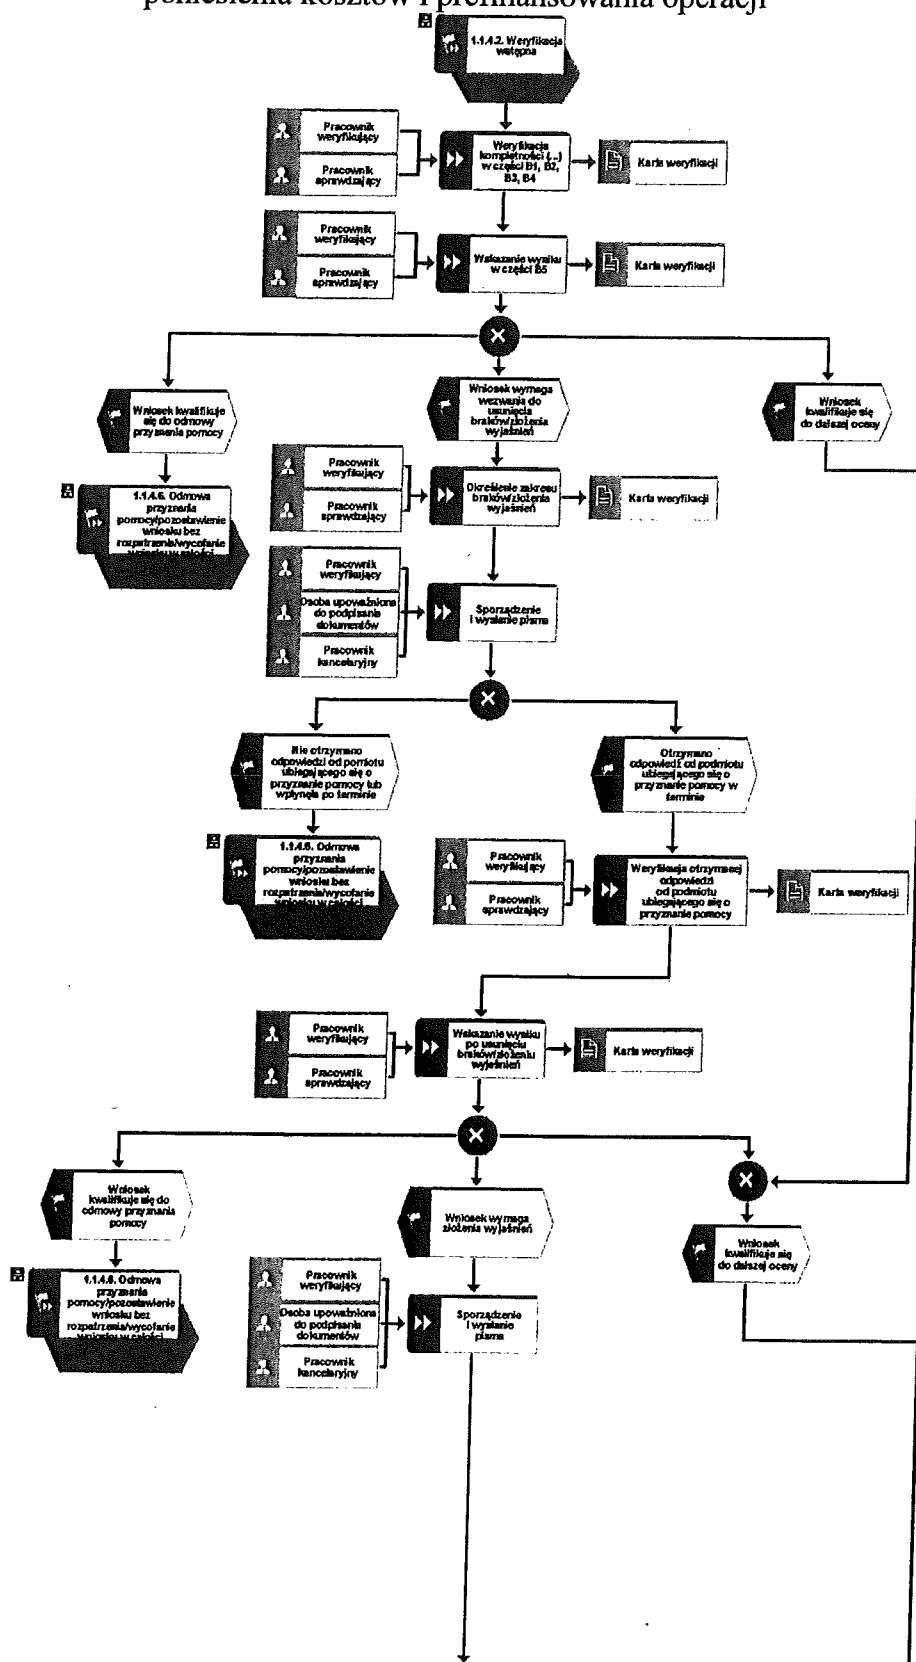 poniesienia kosztów i prefinansowania operacji
1.1.4.2. Weryfikacja
wstępna
Pracownik
weryfikujący
Pracownik
sprawdzający
Weryfikacja
kompletności (...)
w części B1, B2,
B3, B4
Karta weryfikacji
Pracownik
weryfikujący
Pracownik
sprawdzający
Wskazanie wyniku
w części B5
Karta weryfikacji
Wniosek kwalifikuje
się do odmowy
przyznania pomocy
Wniosek wymaga
wezwania do
usunięcia
braków/złożenia
wyjaśnień
Wniosek
kwalifikuje się
do dalszej oceny
1.1.4.6. Odmowa
przyznania
pomocy/pozostawienie
wniosku bez
rozpatrzenia/wycofanie
wniosku w całości
Pracownik
weryfikujący
Pracownik
sprawdzający
Określenie zakresu
braków/złożenia
wyjaśnień
Karta weryfikacji
Pracownik
weryfikujący
Osoba upoważniona
do podpisania
dokumentów
Pracownik
kancelaryjny
Sporządzenie
i wysłanie pisma
Nie otrzymano
odpowiedzi od pomiotu
ubiegającego się o
przyznanie pomocy lub
wpłynęła po terminie
Otrzymano
odpowiedź od podmiotu
ubiegającego się o
przyznanie pomocy w
terminie
1.1.4.6. Odmowa
przyznania
pomocy/pozostawienie
wniosku bez
rozpatrzenia/wycofanie
wniosku w całości
Pracownik
weryfikujący
Pracownik
sprawdzający
Weryfikacja otrzymanej
odpowiedzi
od podmiotu
ubiegającego się o
przyznanie pomocy
Karta weryfikacji
Pracownik
weryfikujący
Pracownik
sprawdzający
Wskazanie wyniku
po usunięciu
braków/złożeniu
wyjaśnień
Karta weryfikacji
Wniosek
kwalifikuje się do
odmowy przyznania
pomocy
Wniosek wymaga
złożenia wyjaśnień
Wniosek
kwalifikuje się
do dalszej oceny
1.1.4.6. Odmowa
przyznania
pomocy/pozostawienie
wniosku bez
rozpatrzenia/wycofanie
wniosku w całości
Pracownik
weryfikujący
Osoba upoważniona
do podpisania
dokumentów
Pracownik
kancelaryjny
Sporządzenie
i wysłanie
pisma